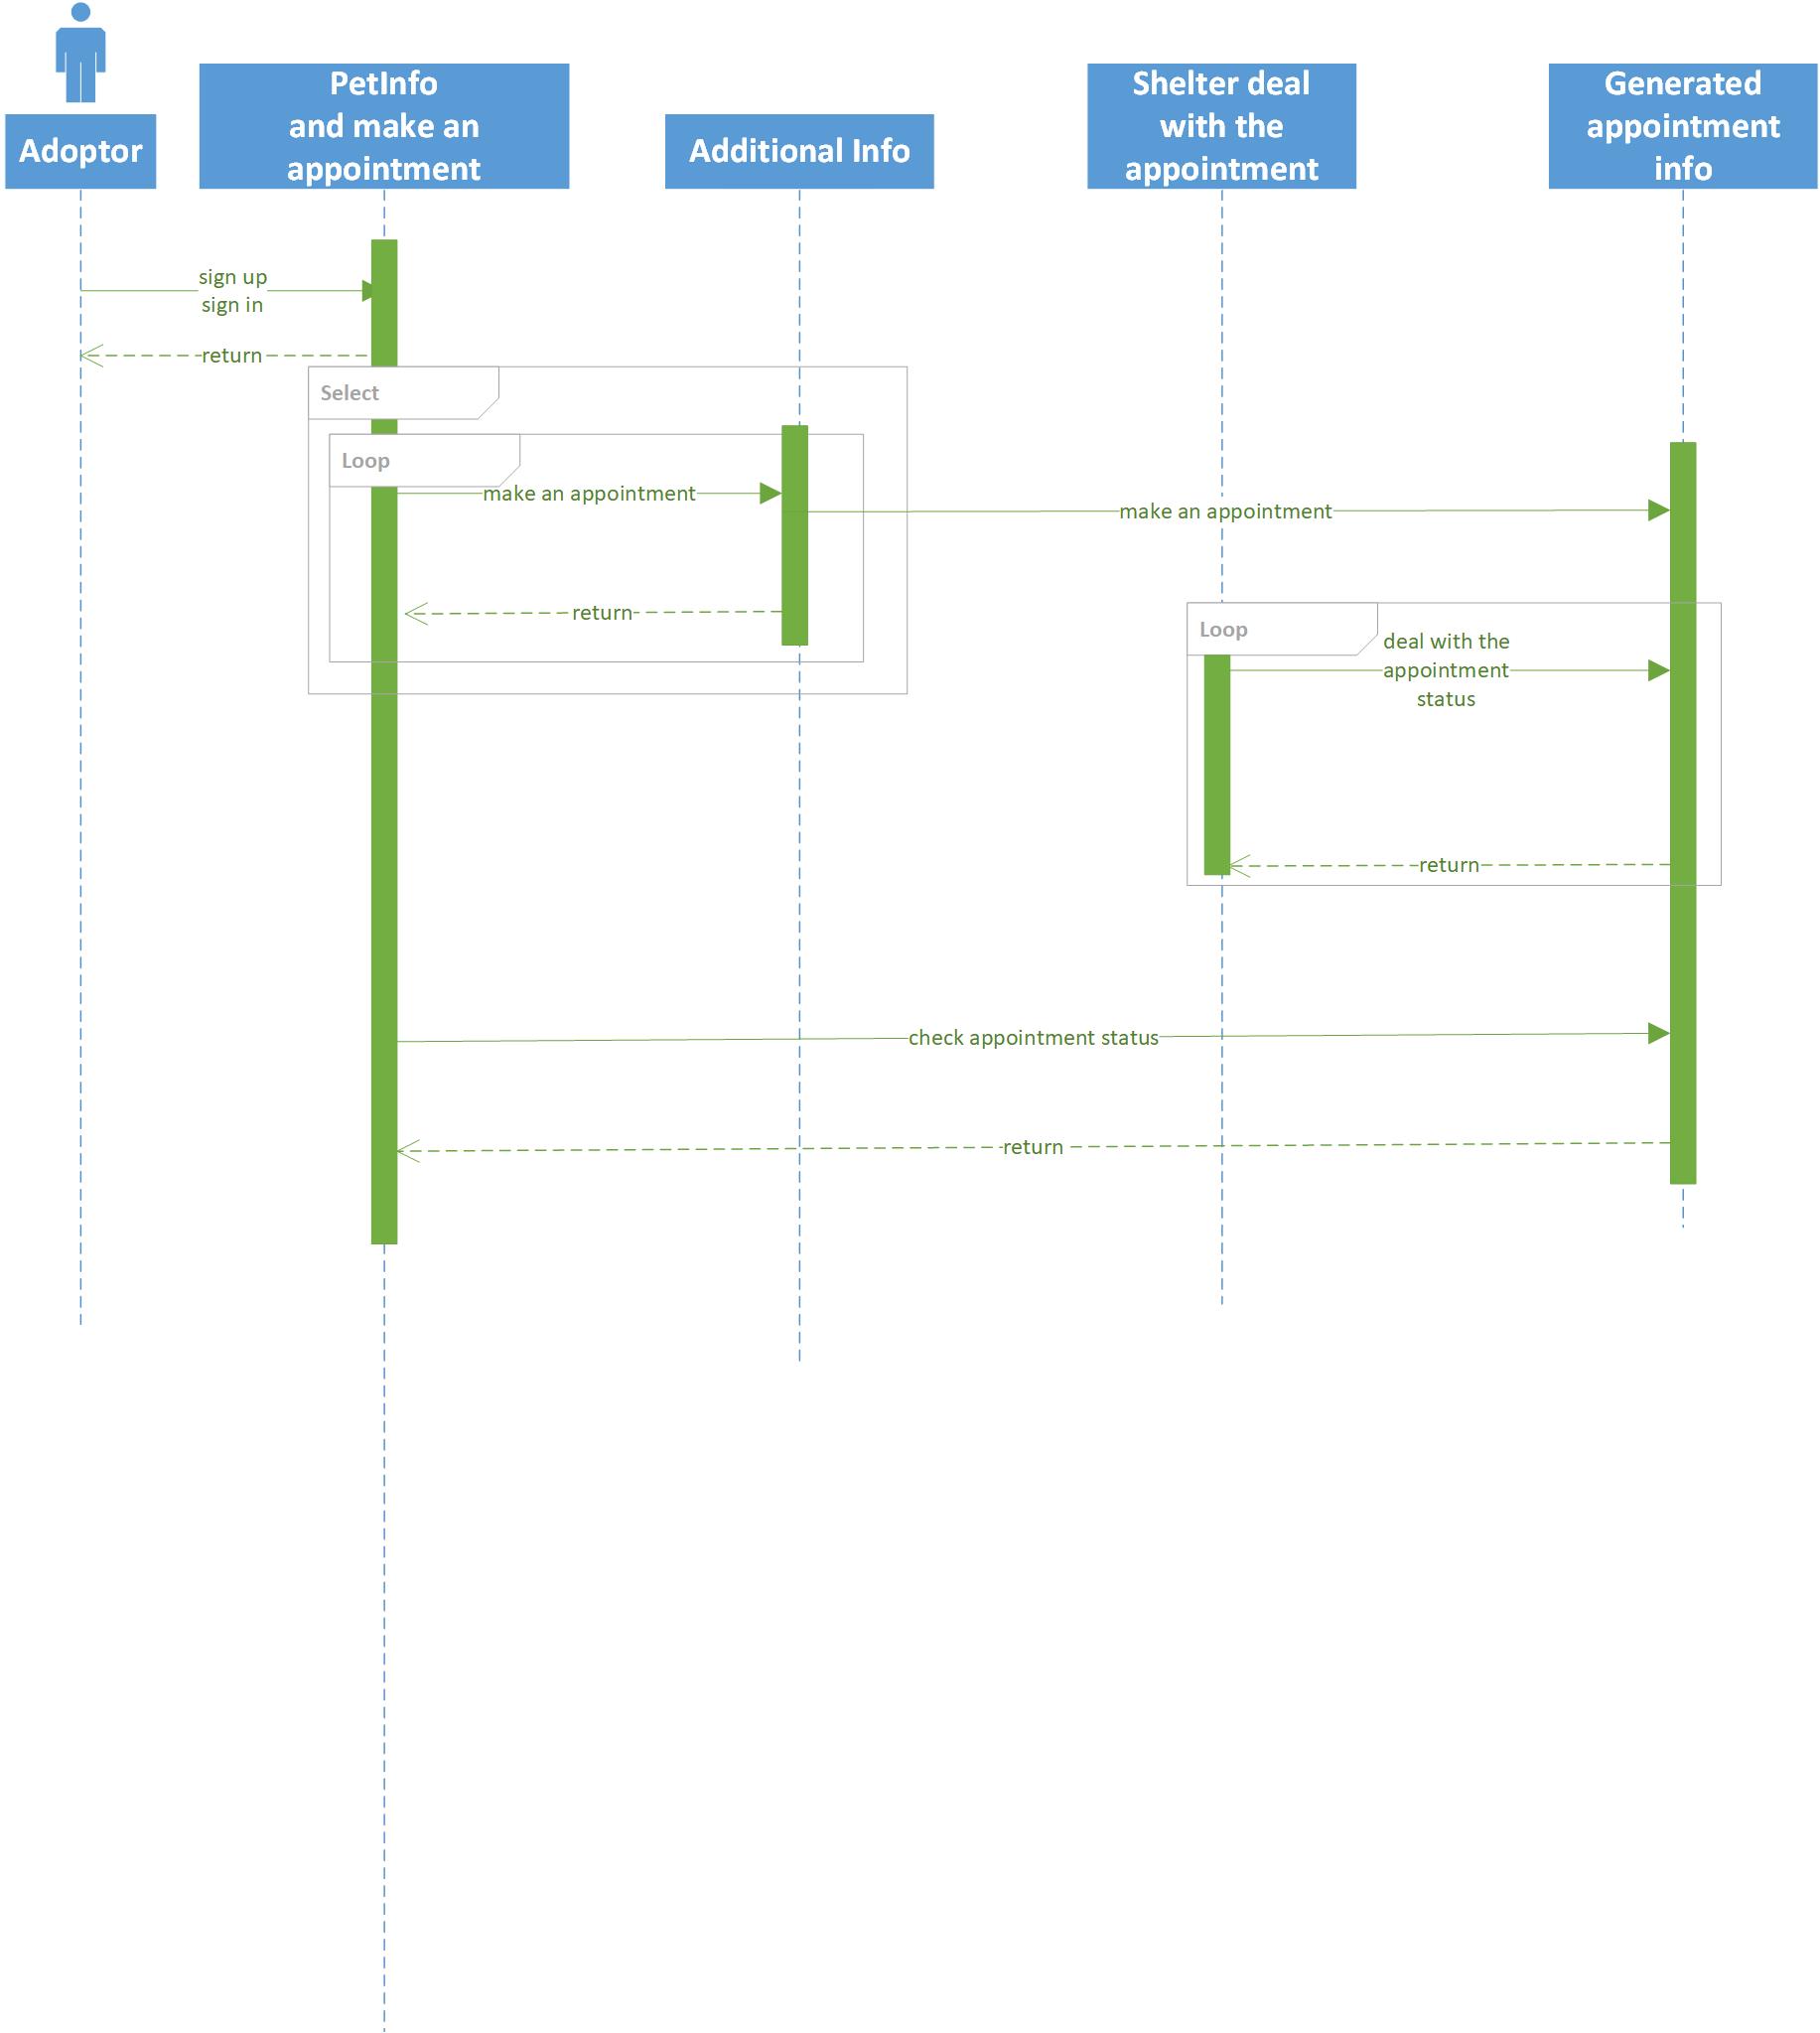 Adoptor
PetInfo
and make an
appointment
Additional Info
Shelter deal
with the
appointment
Generated
appointment
info
sign up
sign in
return
Select
Loop
make an appointment
make an appointment
return
Loop
deal with the
appointment
status
return
check appointment status
return